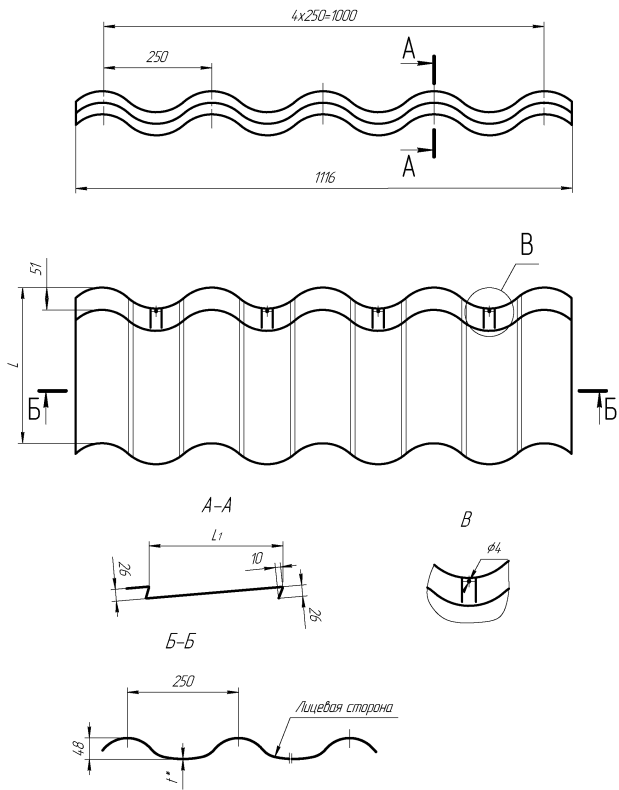 4x250=1000
250
А
А
1116
В
51
L
Б
Б
А-А
L1
10
26
26
В
ϕ4
Б-Б
250
Лицевая сторона
48
t*